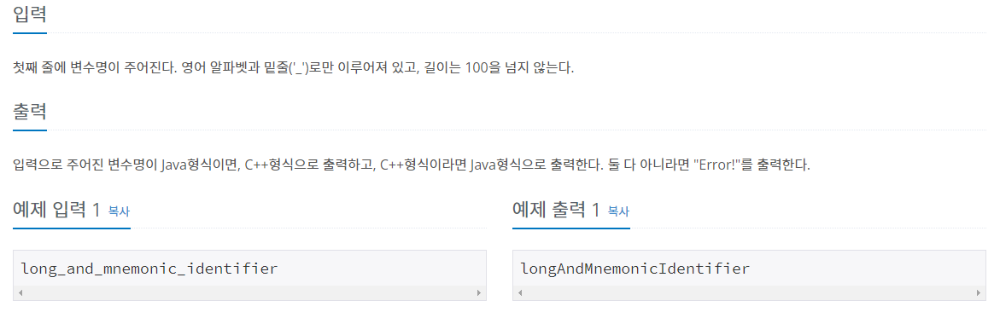 입력
첫째 줄에 변수명이 주어진다. 영어 알파벳과 밑줄('_')로만 이루어져 있고, 길이는 100을 넘지 않는다.
출력
입력으로 주어진 변수명이 Java형식이면, C++형식으로 출력하고, C++형식이라면 Java형식으로 출력한다. 둘 다 아니라면 "Error!"를 출력한다.
예제 입력 1 복사
long_and_mnemonic_identifier
예제 출력 1 복사
longAndMnemonicIdentifier